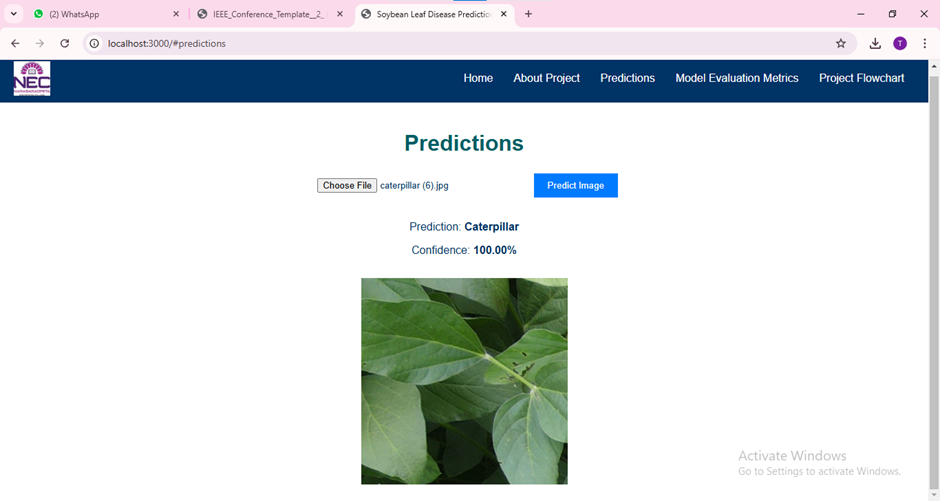 (2) WhatsApp
IEEE_Conference_Template__2_
Soybean Leaf Disease Predictio
localhost:3000/#predictions
T
NEC
Home
About Project
Predictions
Model Evaluation Metrics
Project Flowchart
Predictions
Choose File caterpillar (6).jpg
Predict Image
Prediction: Caterpillar
Confidence: 100.00%
Activate Windows
Go to Settings to activate Windows.